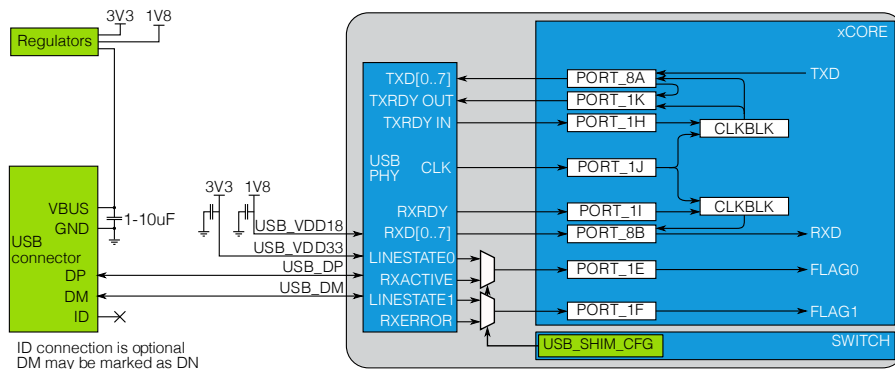 3V3
1V8
Regulators
xCORE
TXD[0..7]
PORT_8A
TXD
TXRDY OUT
PORT_1K
TXRDY IN
PORT_1H
CLKBLK
USB
PHY
CLK
PORT_1J
3V3
1V8
VBUS
1-10uF
GND
USB
connector
DP
DM
ID
USB_VDD18
USB_VDD33
USB_DP
USB_DM
RXRDY
PORT_1I
CLKBLK
RXD[0..7]
PORT_8B
RXD
LINESTATE0
RXACTIVE
PORT_1E
FLAG0
LINESTATE1
RXERROR
PORT_1F
FLAG1
USB_SHIM_CFG
SWITCH
ID connection is optional
DM may be marked as DN